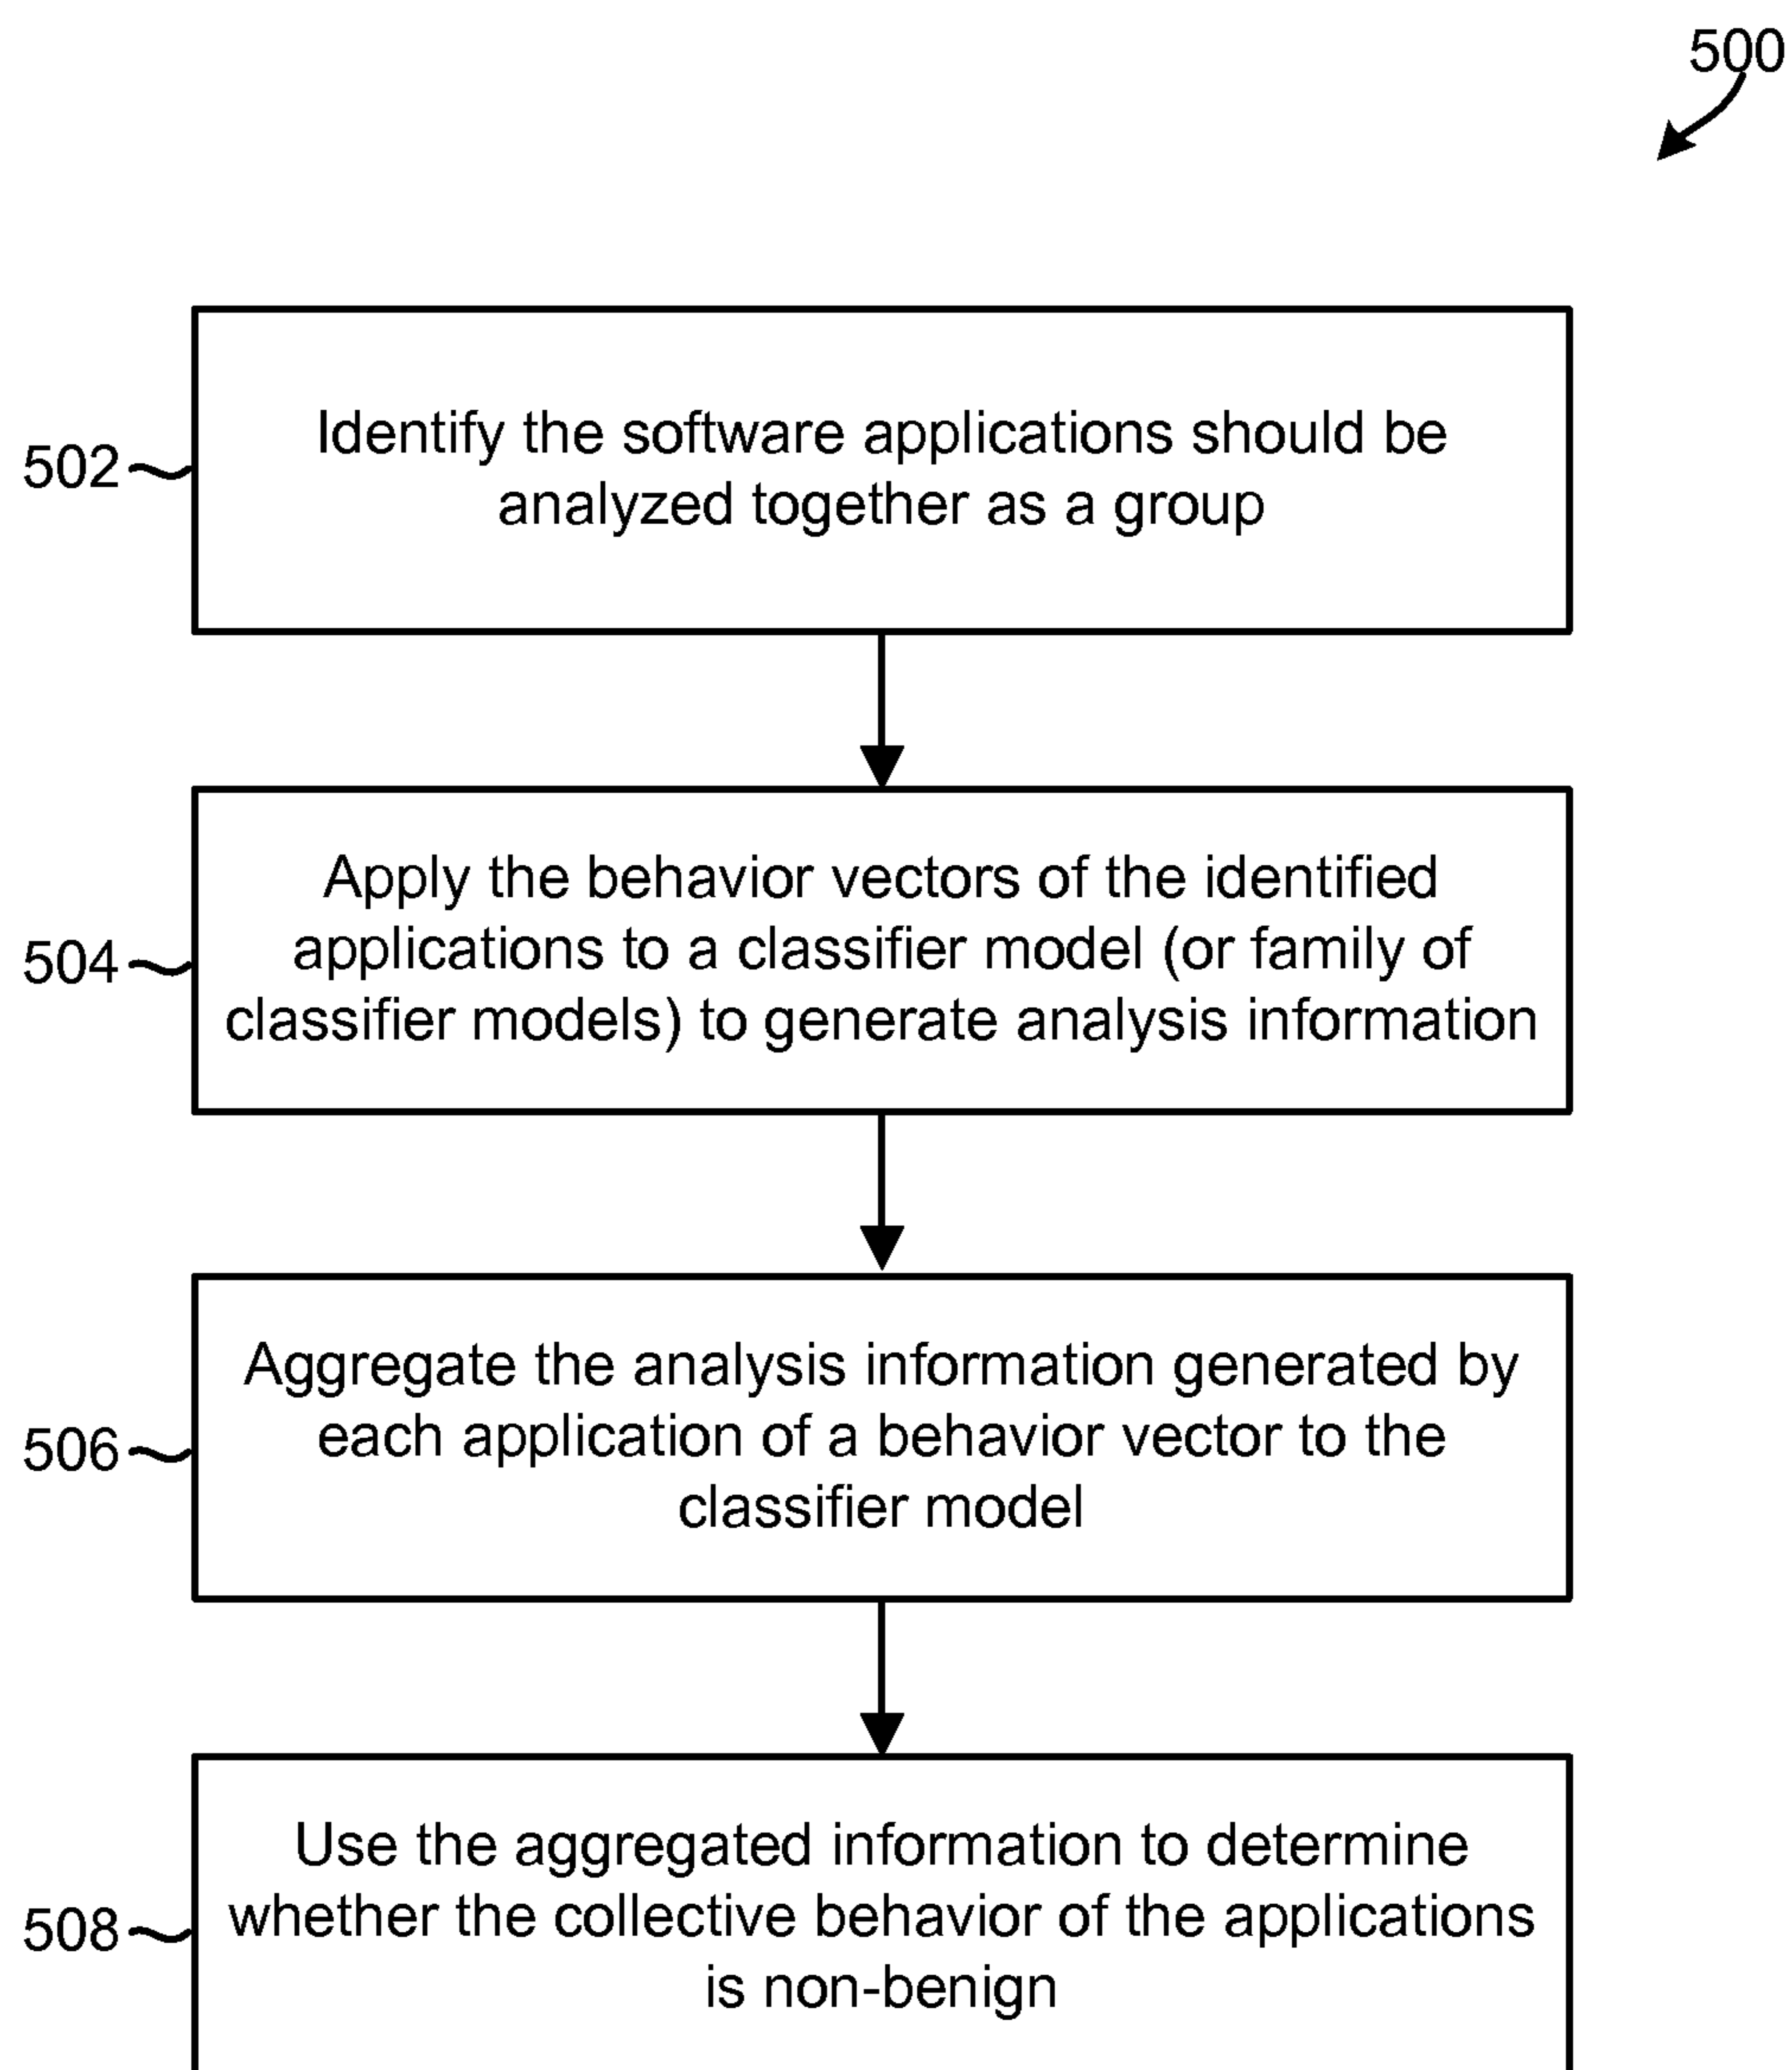 500
502
Identify the software applications should be
analyzed together as a group
504
Apply the behavior vectors of the identified
applications to a classifier model (or family of
classifier models) to generate analysis information
506
Aggregate the analysis information generated by
each application of a behavior vector to the
classifier model
508
Use the aggregated information to determine
whether the collective behavior of the applications
is non-benign